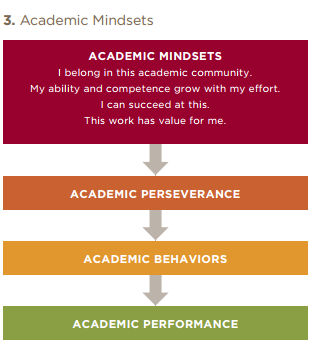 3. Academic Mindsets
ACADEMIC MINDSETS
I belong in this academic community.
My ability and competence grow with my effort.
I can succeed at this.
This work has value for me.
ACADEMIC PERSEVERANCE
ACADEMIC BEHAVIORS
ACADEMIC PERFORMANCE